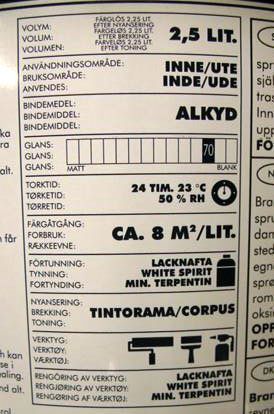 VOLYM:
VOLUM:
VOLUMEN:
FÄRGLÖS 2,25 LIT.
EFTER NYANSERING
FARGELØS 2,25 LIT.
ETTER BREKKING
FARVELØS 2,25 LIT.
EFTER TONING
2,5 LIT.
ANVÄNDNINGSOMRÅDE:
BRUKSOMRÅDE:
ANVENDES:
INNE/UTE
INDE/UDE
BINDEMEDEL:
BINDEMIDDEL:
BINDEMIDDEL:
ALKYD
GLANS:
GLANS:
GLANS:
70
MATT
BLANK
TORKTID:
TØRKETID:
TØRRETID:
24 TIM. 23 °C
50 % RH
FÄRGÅTGÅNG:
FORBRUK:
RÆKKEEVNE:
CA. 8 M²/LIT.
FÖRTUNNING:
TYNNING:
FORTYNDING:
LACKNAFTA
WHITE SPIRIT
MIN. TERPENTIN
NYANSERING:
BREKKING:
TONING:
TINTORAMA/CORPUS
VERKTYG:
VERKTØY:
VÆRKTØJ:
RENGÖRING AV VERKTYG:
RENGJØRING AV VERKTØY:
RENGØRING AF VÆRKTØJ:
LACKNAFTA
WHITE SPIRIT
MIN. TERPENTIN